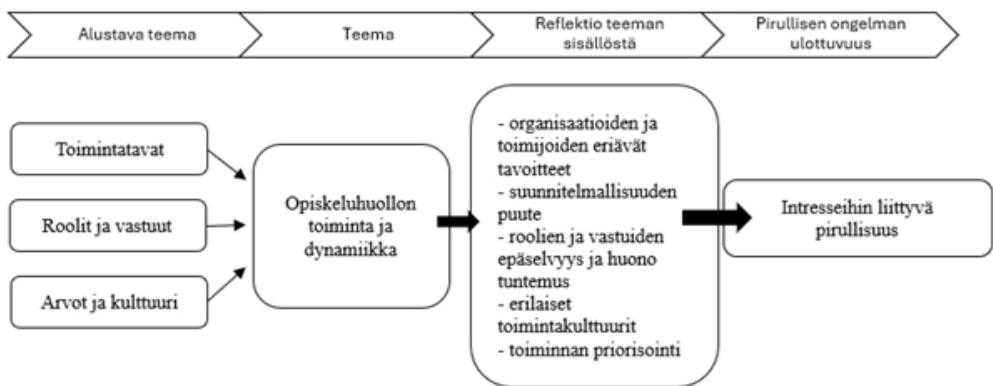 Alustava teema
Teema
Reflektio teeman
sisällöstä
Pirullisen ongelman
ulottuvuus
Toimintatavat
Roolit ja vastuut
Arvot ja kulttuuri
Opiskeluhuollon
toiminta ja
dynamiikka
- organisaatioiden ja
toimijoiden eriävät
tavoitteet
- suunnitelmallisuuden
puute
- roolien ja vastuiden
epäselvyys ja huono
tuntemus
- erilaiset
toimintakulttuurit
- toiminnan priorisointi
Intresseihin liittyvä
pirullisuus